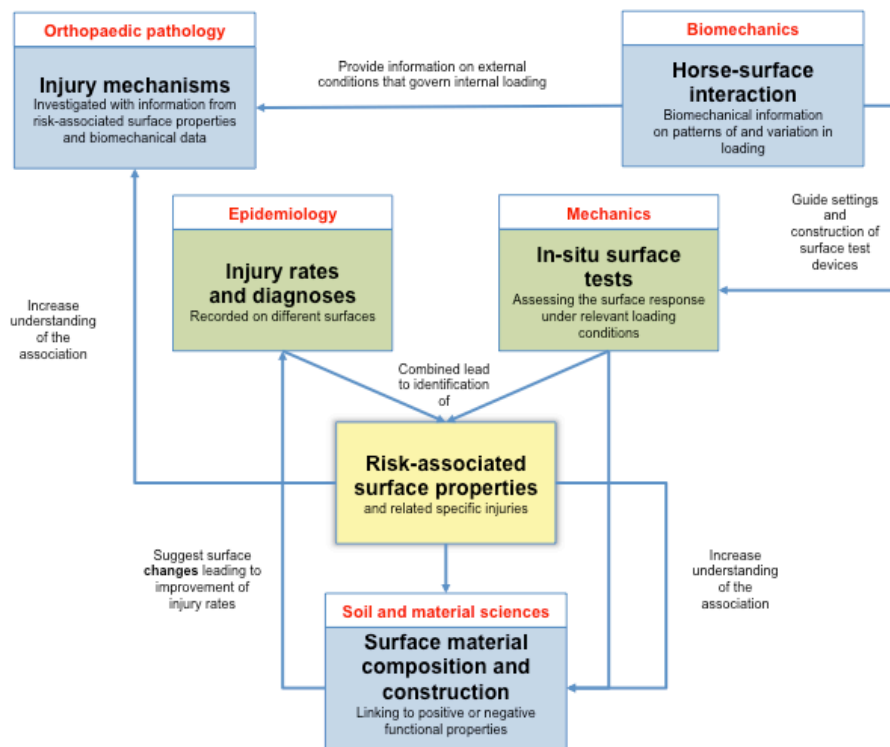 Orthopaedic pathology
Injury mechanisms
Investigated with information from
risk-associated surface properties
and biomechanical data
Provide information on external
conditions that govern internal loading
Biomechanics
Horse-surface
interaction
Biomechanical information
on patterns of and variation in
loading
Epidemiology
Injury rates
and diagnoses
Recorded on different surfaces
Mechanics
In-situ surface
tests
Assessing the surface response
under relevant loading
conditions
Guide settings
and
construction of
surface test
devices
Increase
understanding
of the
association
Combined lead
to identification
of
Risk-associated
surface properties
and related specific injuries
Suggest surface
changes leading to
improvement of
injury rates
Increase
understanding
of the
association
Soil and material sciences
Surface material
composition and
construction
Linking to positive or negative
functional properties